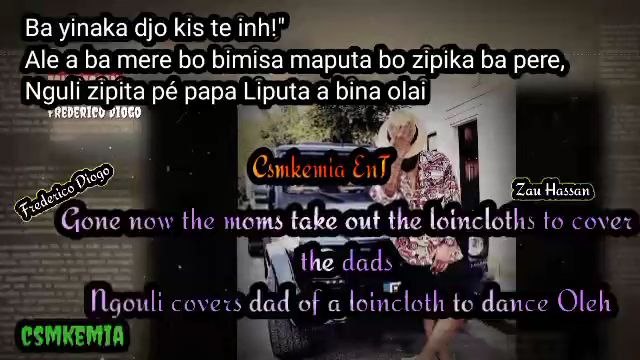 Ba yinaka djo kis te inh!"
Ale a ba mere bo bimisa maputa bo zipika ba pere,
Nguli zipita pé papa Liputa a bina olai
FREDERICO DIOGO
Csmkemia EnT
Frederico Diogo
Zau Hassan
Gone now the moms take out the loincloths to cover
the dads
Ngouli covers dad of a loincloth to dance Oleh
CSMKEMIA